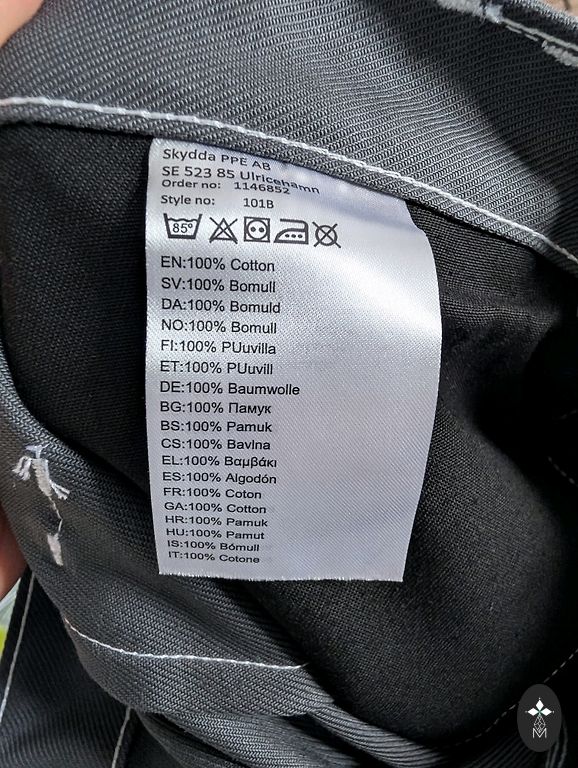 Skydda PPE AB
SE 523 85 Ulricehamn
Order no: 1146852
Style no: 101B
85°
EN:100% Cotton
SV:100% Bomull
DA:100% Bomuld
NO:100% Bomull
FI:100% PUuvilla
ET:100% PUuvill
DE:100% Baumwolle
BG:100% Памук
BS:100% Pamuk
CS:100% Bavlna
EL:100% Βαμβάκι
ES:100% Algodón
FR:100% Coton
GA:100% Cotton
HR:100% Pamuk
HU:100% Pamut
IS:100% Bómull
IT:100% Cotone
M